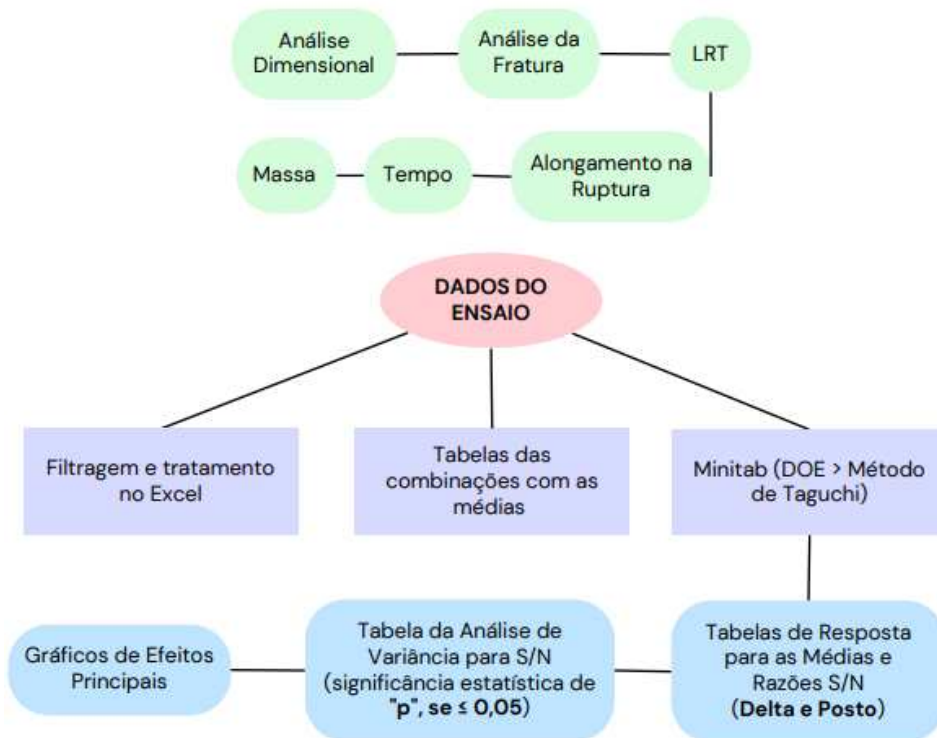 Análise
Dimensional
Análise da
Fratura
LRT
Massa
Tempo
Alongamento na
Ruptura
DADOS DO
ENSAIO
Filtragem e tratamento
no Excel
Tabelas das
combinações com as
médias
Minitab (DOE > Método
de Taguchi)
Gráficos de Efeitos
Principais
Tabela da Análise de
Variância para S/N
(significância estatística de
"p", se ≤ 0,05)
Tabelas de Resposta
para as Médias e
Razões S/N
(Delta e Posto)